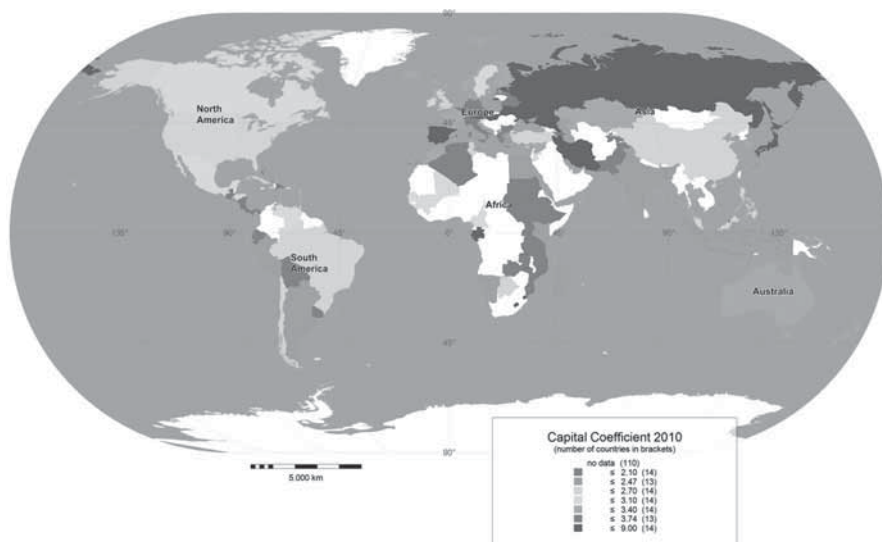 90°
North
America
Europe
Asia
45°
Africa
135°
90°
45°
0°
0°
45°
90°
135°
South
America
Australia
45°
90°
5.000 km
Capital Coefficient 2010
(number of countries in brackets)
no data (110)
≤ 2.10 (14)
≤ 2.47 (13)
≤ 2.70 (14)
≤ 3.10 (14)
≤ 3.40 (14)
≤ 3.74 (13)
≤ 9.00 (14)